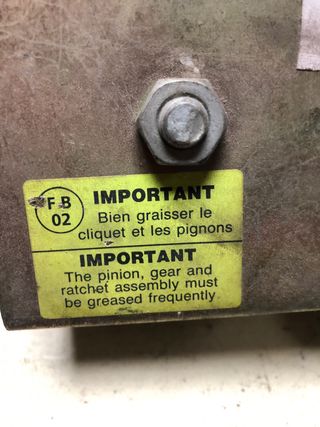 F B
02
IMPORTANT
Bien graisser le
cliquet et les pignons
IMPORTANT
The pinion, gear and
ratchet assembly must
be greased frequently